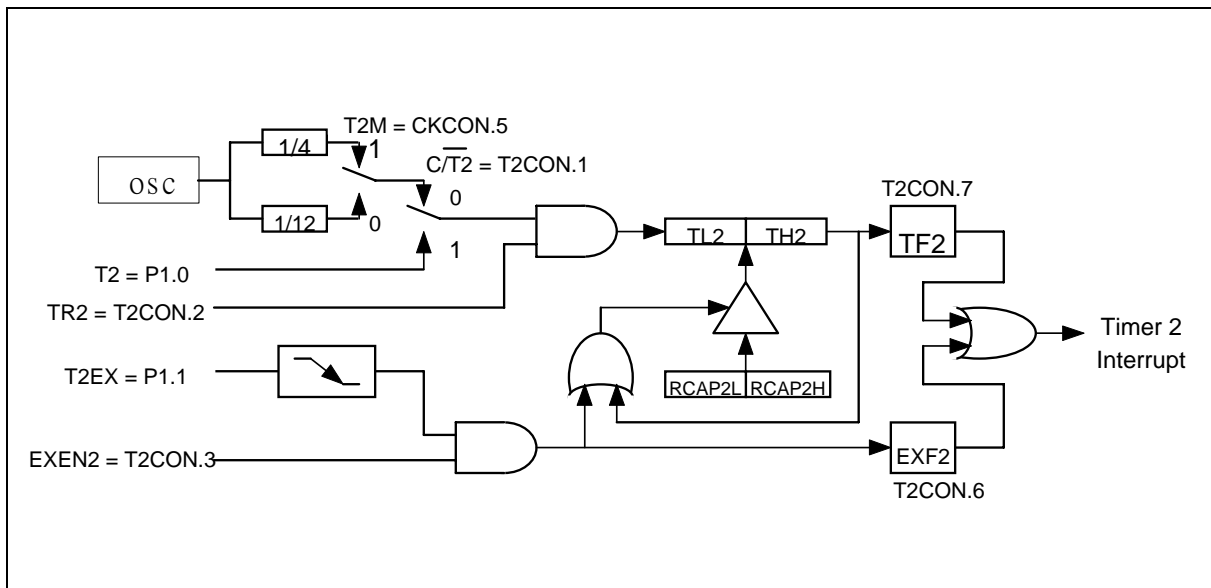 T2M = CKCON.5
1/4
1
C/T2 = T2CON.1
osc
0
T2CON.7
1/12
0
TL2 TH2
TF2
1
T2 = P1.0
TR2 = T2CON.2
Timer 2
Interrupt
T2EX = P1.1
RCAP2L RCAP2H
EXEN2 = T2CON.3
EXF2
T2CON.6